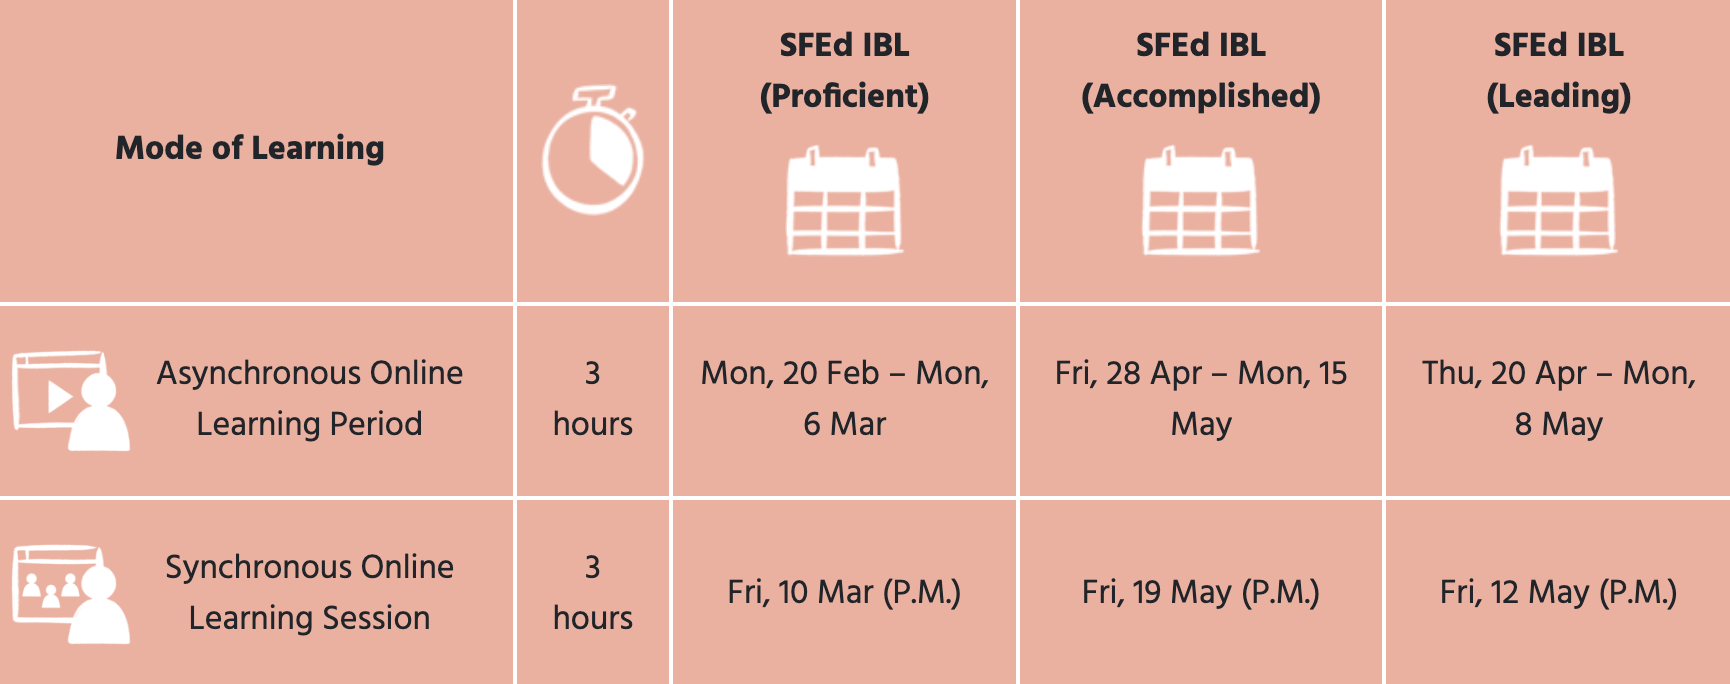 Mode of Learning
SFEd IBL
(Proficient)
SFEd IBL
(Accomplished)
SFEd IBL
(Leading)
Asynchronous Online
Learning Period
3
hours
Mon, 20 Feb – Mon,
6 Mar
Fri, 28 Apr – Mon, 15
May
Thu, 20 Apr – Mon,
8 May
Synchronous Online
Learning Session
3
hours
Fri, 10 Mar (P.M.)
Fri, 19 May (P.M.)
Fri, 12 May (P.M.)